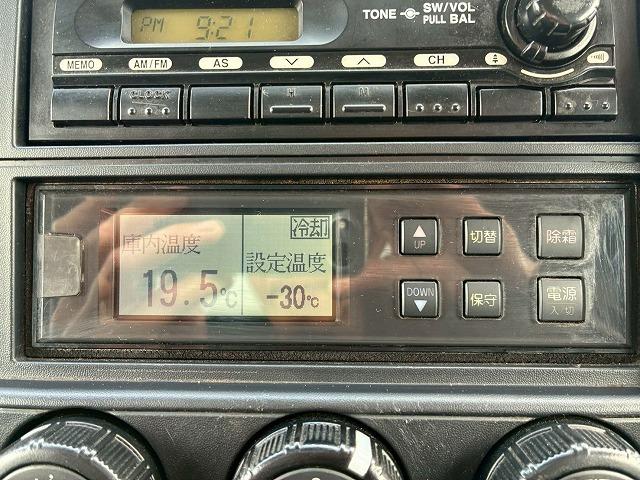 PM 9:21
TONE SW/VOL
PULL BAL
MEMO AM/FM AS CH
CLOCK H M
庫内温度
19.5℃
冷却
設定温度
-30℃
UP 切替 除霜
DOWN 保守 電源
入 切